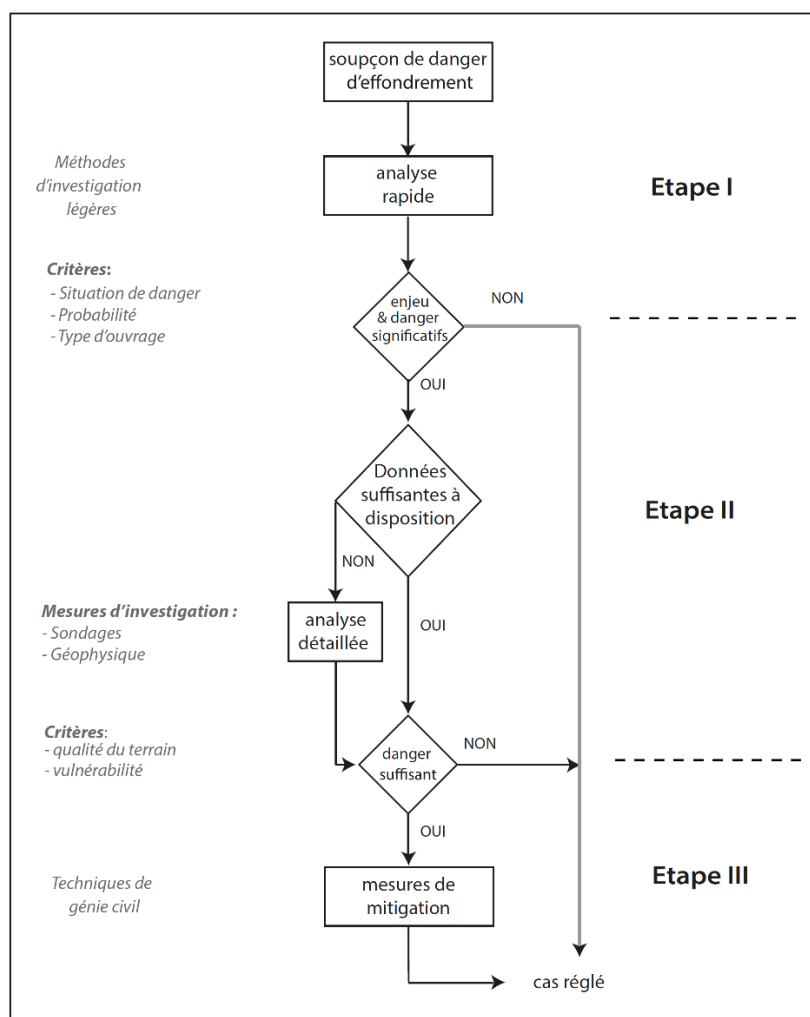 soupçon de danger
d'effondrement
Méthodes
d'investigation
légères
analyse
rapide
Etape I
Critères:
- Situation de danger
- Probabilité
- Type d'ouvrage
enjeu
& danger
significatifs
NON
OUI
Données
suffisantes à
disposition
Etape II
NON
Mesures d'investigation :
- Sondages
- Géophysique
analyse
détaillée
OUI
Critères:
- qualité du terrain
- vulnérabilité
danger
suffisant
NON
OUI
Techniques de
génie civil
mesures de
mitigation
Etape III
cas réglé